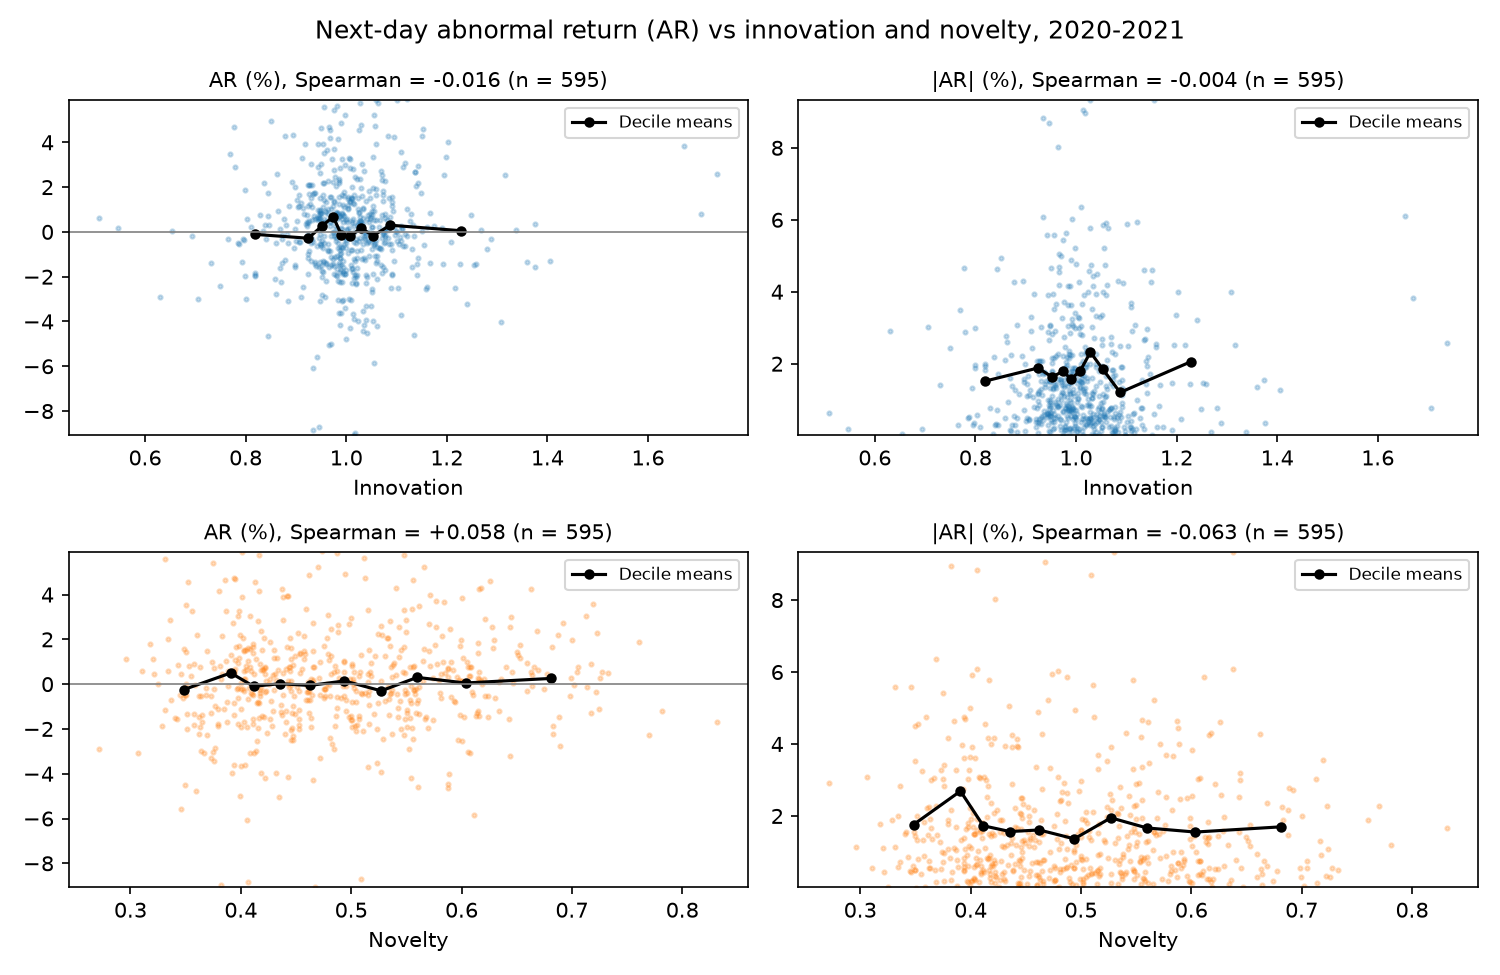 Next-day abnormal return (AR) vs innovation and novelty, 2020-2021
AR (%), Spearman = -0.016 (n = 595)
Decile means
4
2
0
−2
−4
−6
−8
0.6 0.8 1.0 1.2 1.4 1.6
Innovation
|AR| (%), Spearman = -0.004 (n = 595)
Decile means
8
6
4
2
0.6 0.8 1.0 1.2 1.4 1.6
Innovation
AR (%), Spearman = +0.058 (n = 595)
Decile means
4
2
0
−2
−4
−6
−8
0.3 0.4 0.5 0.6 0.7 0.8
Novelty
|AR| (%), Spearman = -0.063 (n = 595)
Decile means
8
6
4
2
0.3 0.4 0.5 0.6 0.7 0.8
Novelty